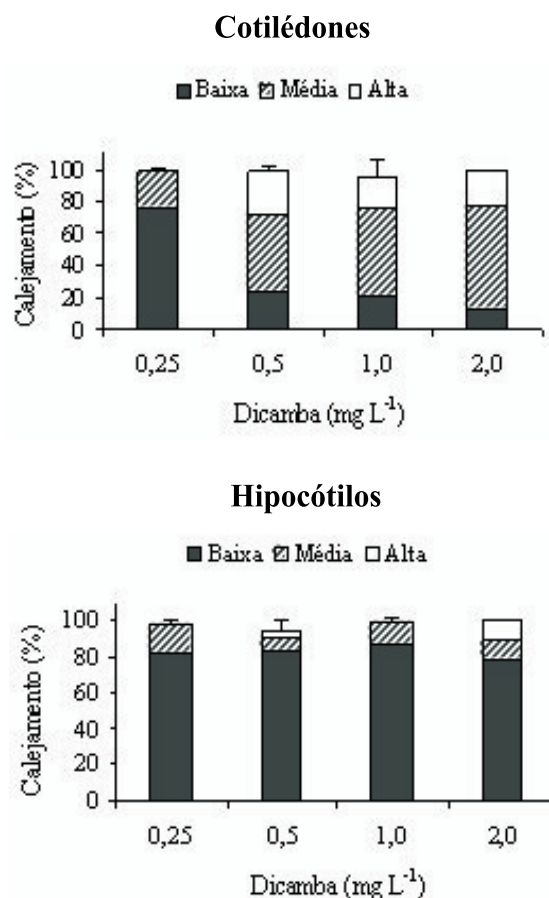 Cotilédones
Baixa Média Alta
Calejamento (%)
100
80
60
40
20
0
0,25 0,5 1,0 2,0
Dicamba (mg L⁻¹)
Hipocótilos
Baixa Média Alta
Calejamento (%)
100
80
60
40
20
0
0,25 0,5 1,0 2,0
Dicamba (mg L⁻¹)